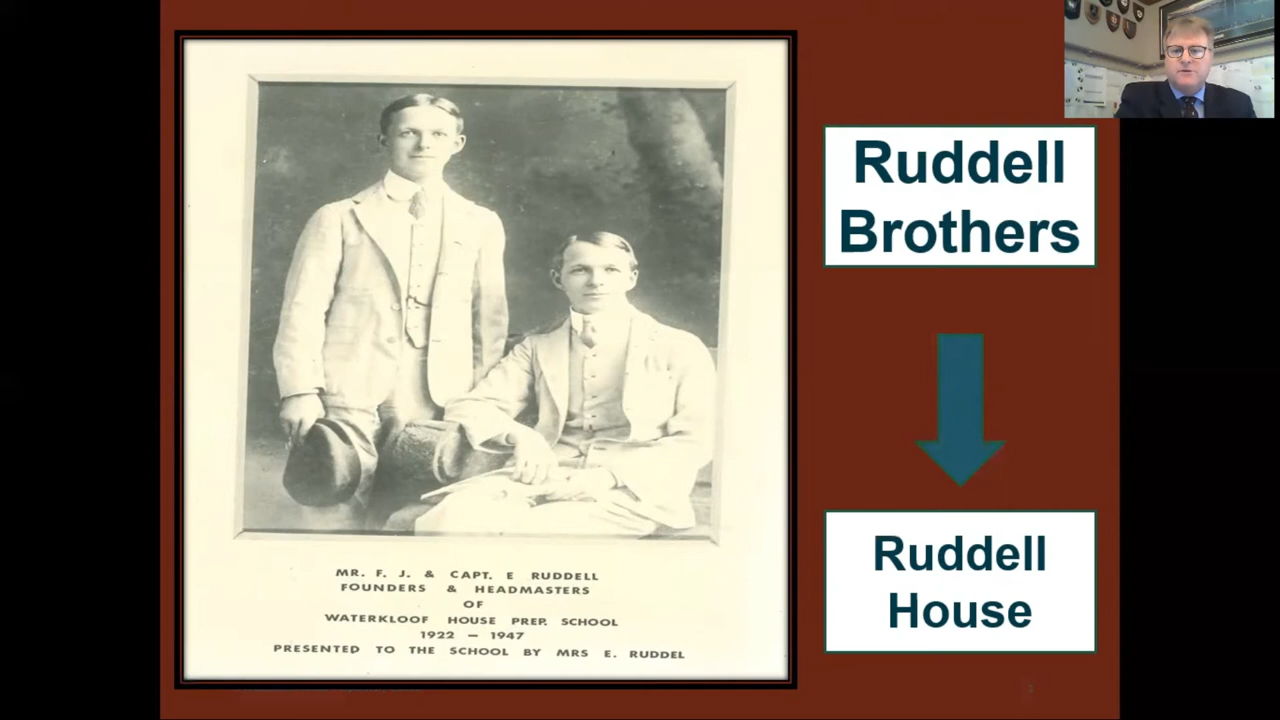 Ruddell
Brothers
Ruddell
House
MR. F. J. & CAPT. E RUDDELL
FOUNDERS & HEADMASTERS
OF
WATERKLOOF HOUSE PREP. SCHOOL
1922 — 1947
PRESENTED TO THE SCHOOL BY MRS E. RUDDEL